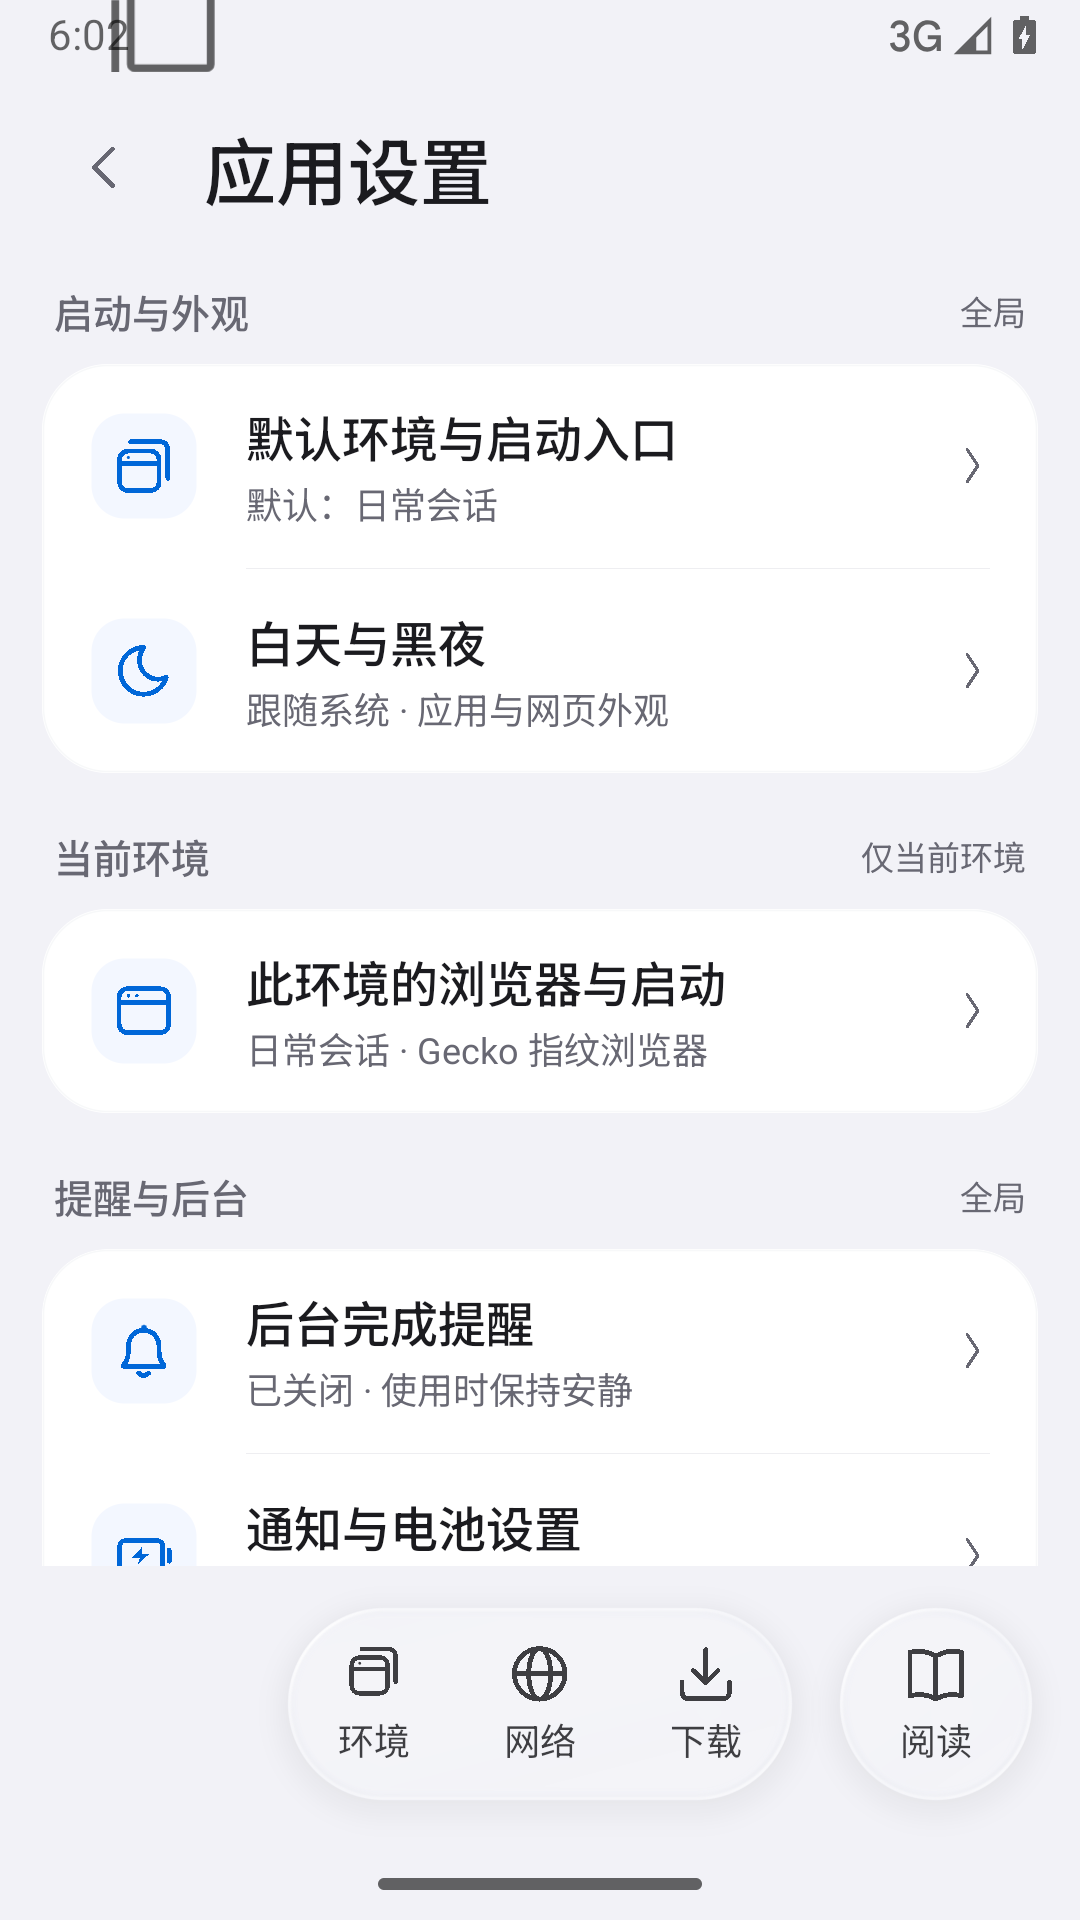 6:02
3G
应用设置
启动与外观
全局
默认环境与启动入口
默认：日常会话
白天与黑夜
跟随系统 · 应用与网页外观
当前环境
仅当前环境
此环境的浏览器与启动
日常会话 · Gecko 指纹浏览器
提醒与后台
全局
后台完成提醒
已关闭 · 使用时保持安静
通知与电池设置
环境
网络
下载
阅读